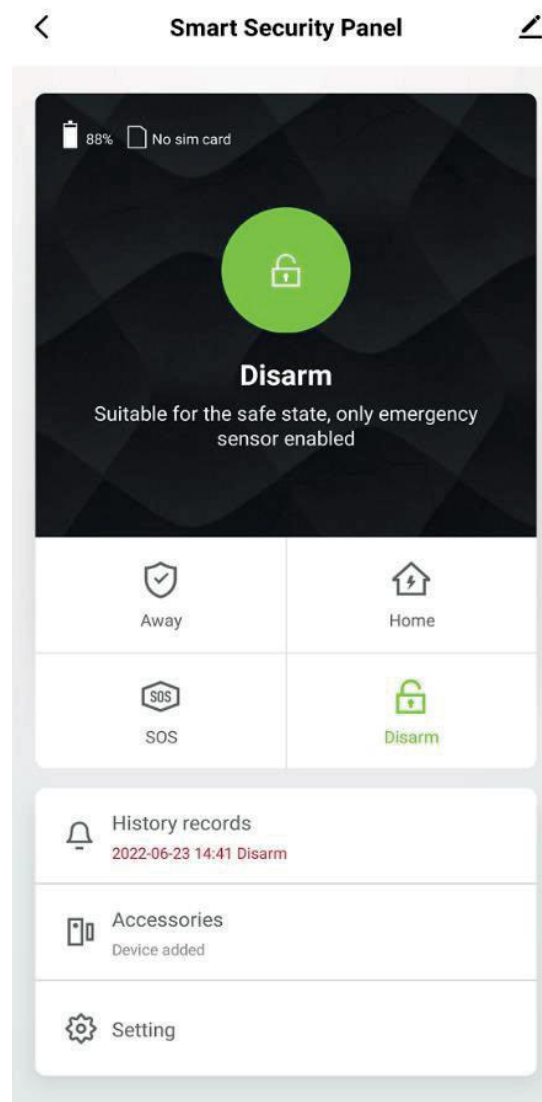 Smart Security Panel
88% No sim card
Disarm
Suitable for the safe state, only emergency
sensor enabled
Away
Home
SOS
SOS
Disarm
History records
2022-06-23 14:41 Disarm
Accessories
Device added
Setting